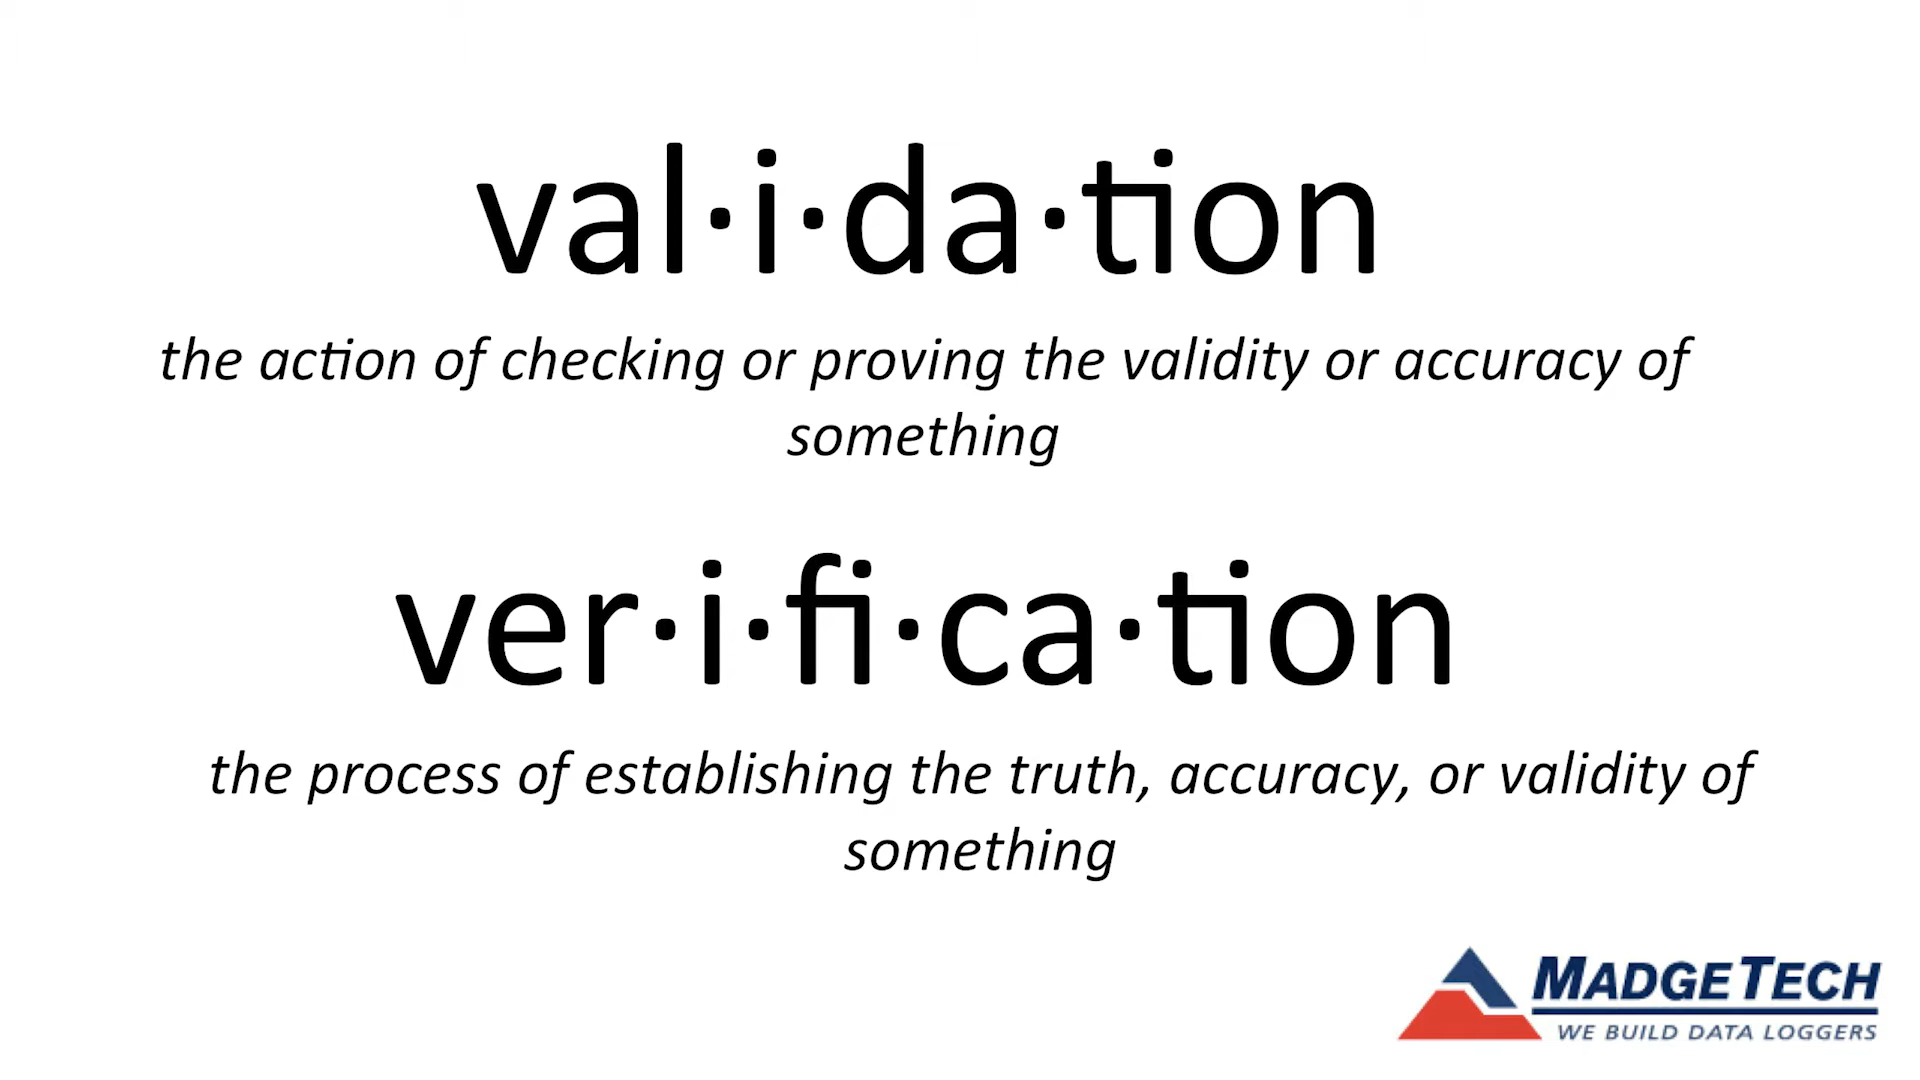 val·i·da·tion
the action of checking or proving the validity or accuracy of
something
ver·i·fi·ca·tion
the process of establishing the truth, accuracy, or validity of
something
MADGETECH
WE BUILD DATA LOGGERS